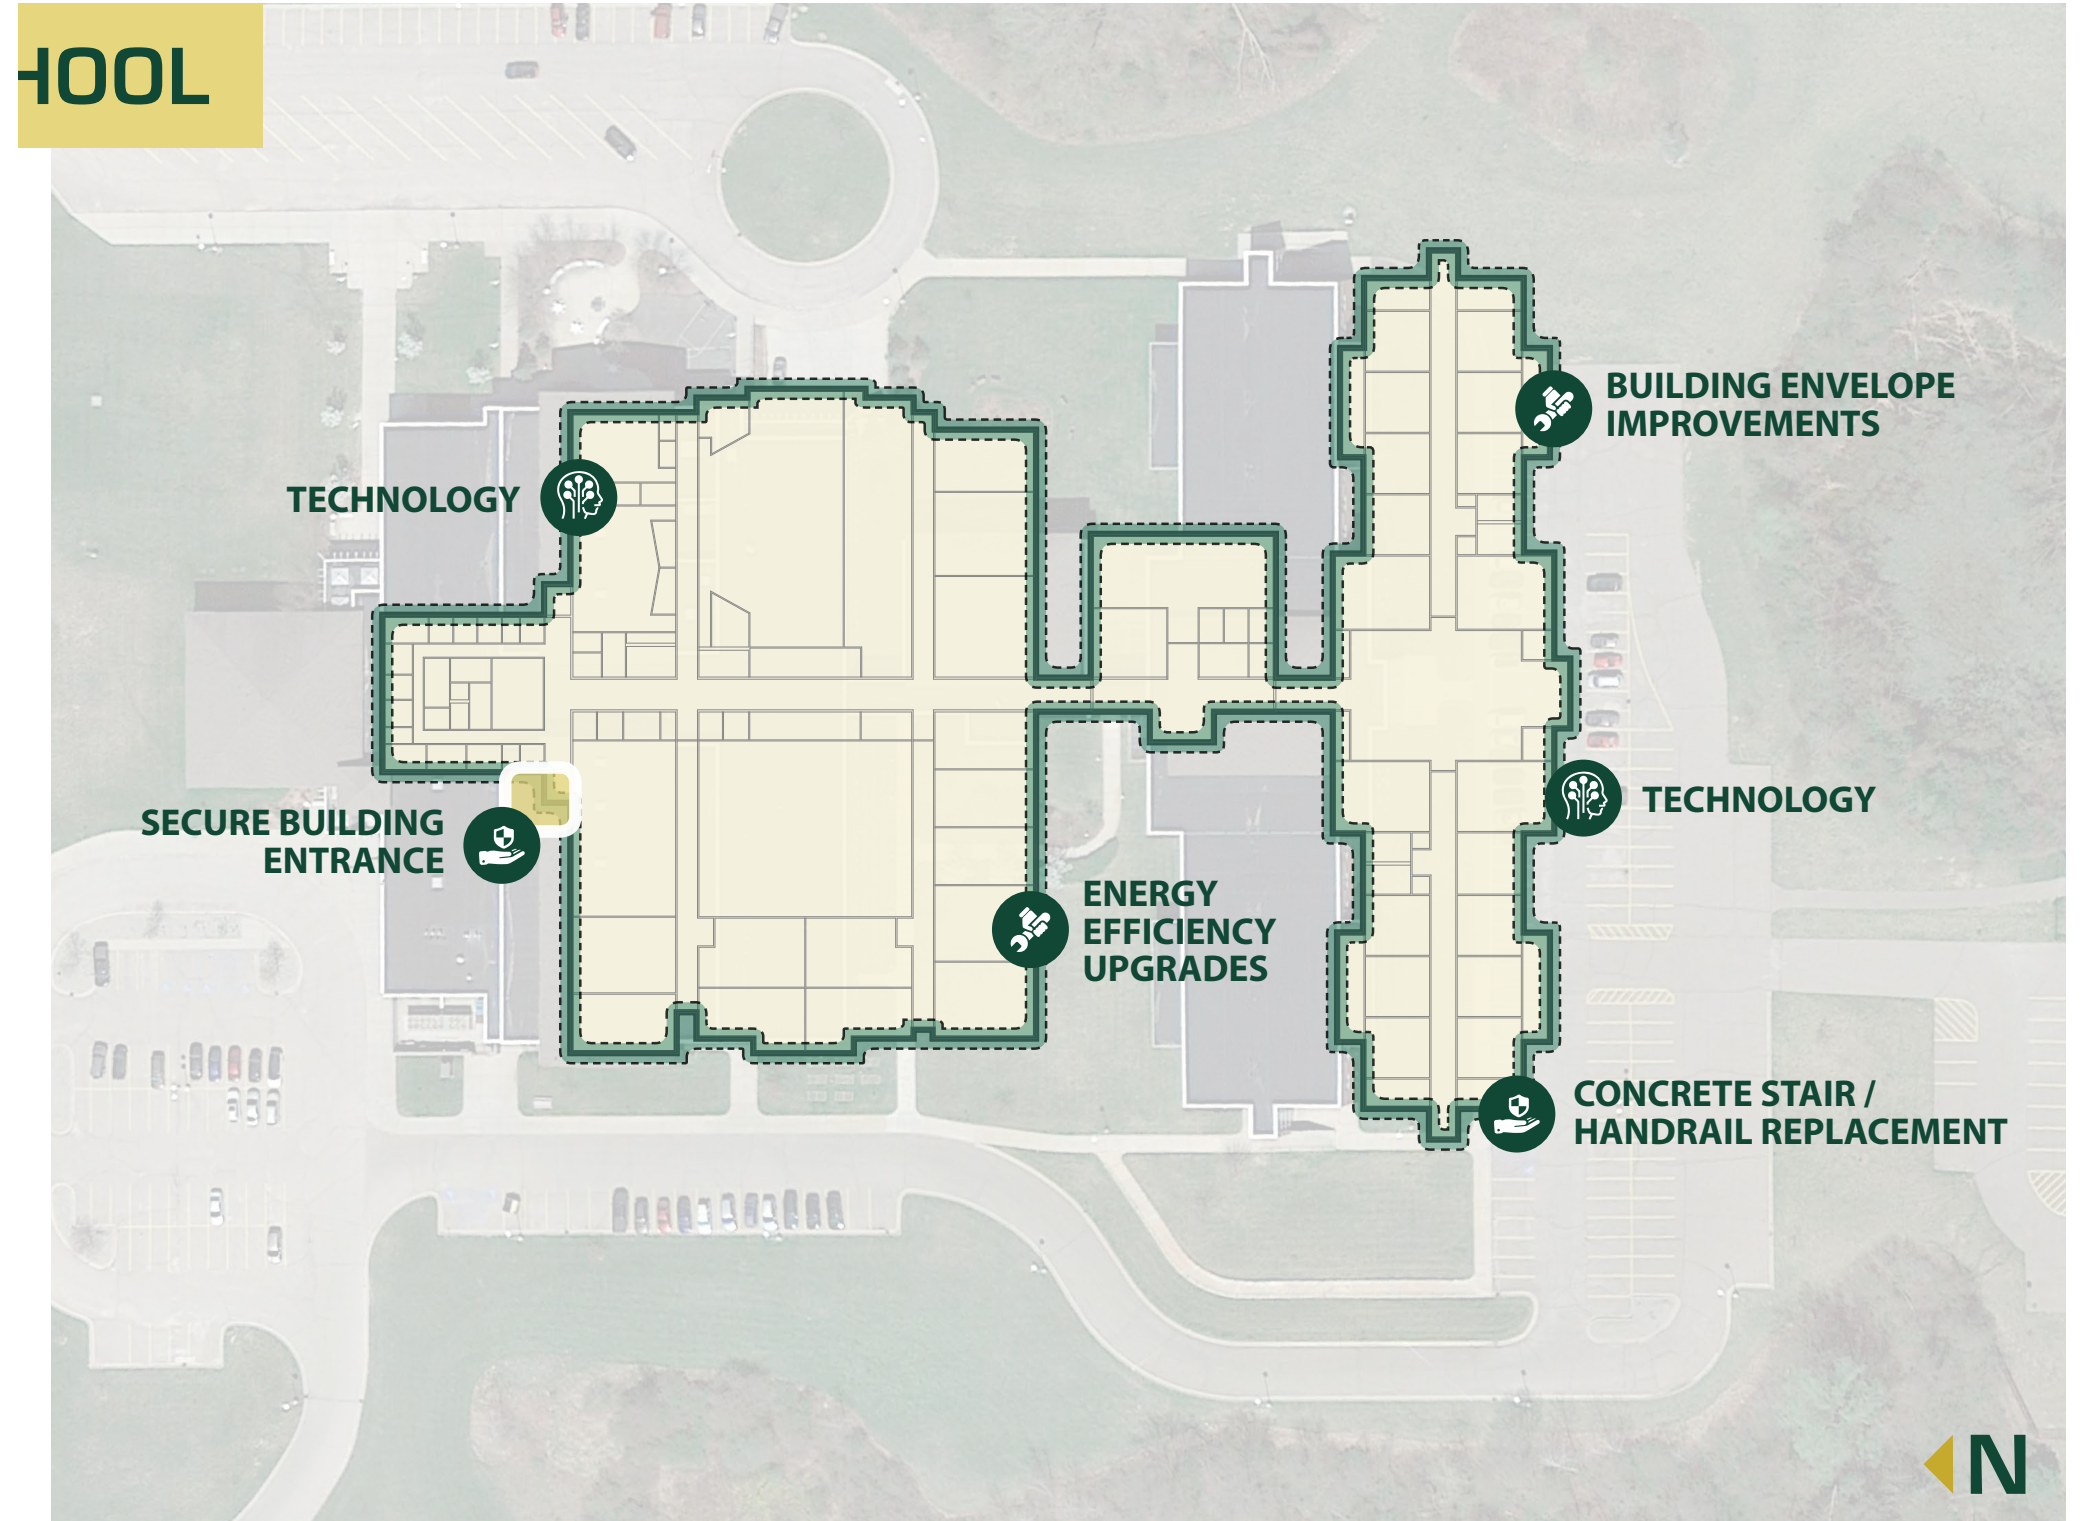 HOOL
BUILDING ENVELOPE
IMPROVEMENTS
TECHNOLOGY
SECURE BUILDING
ENTRANCE
TECHNOLOGY
ENERGY
EFFICIENCY
UPGRADES
CONCRETE STAIR /
HANDRAIL REPLACEMENT
N